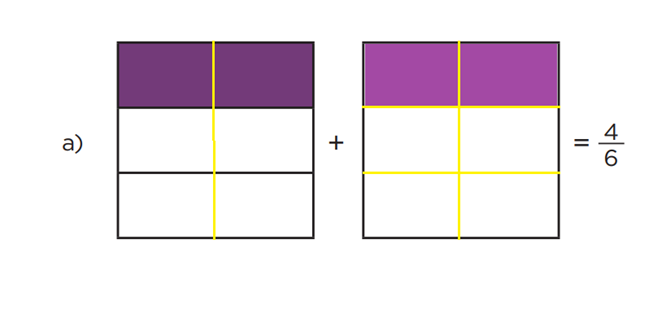 a) + = 4/6